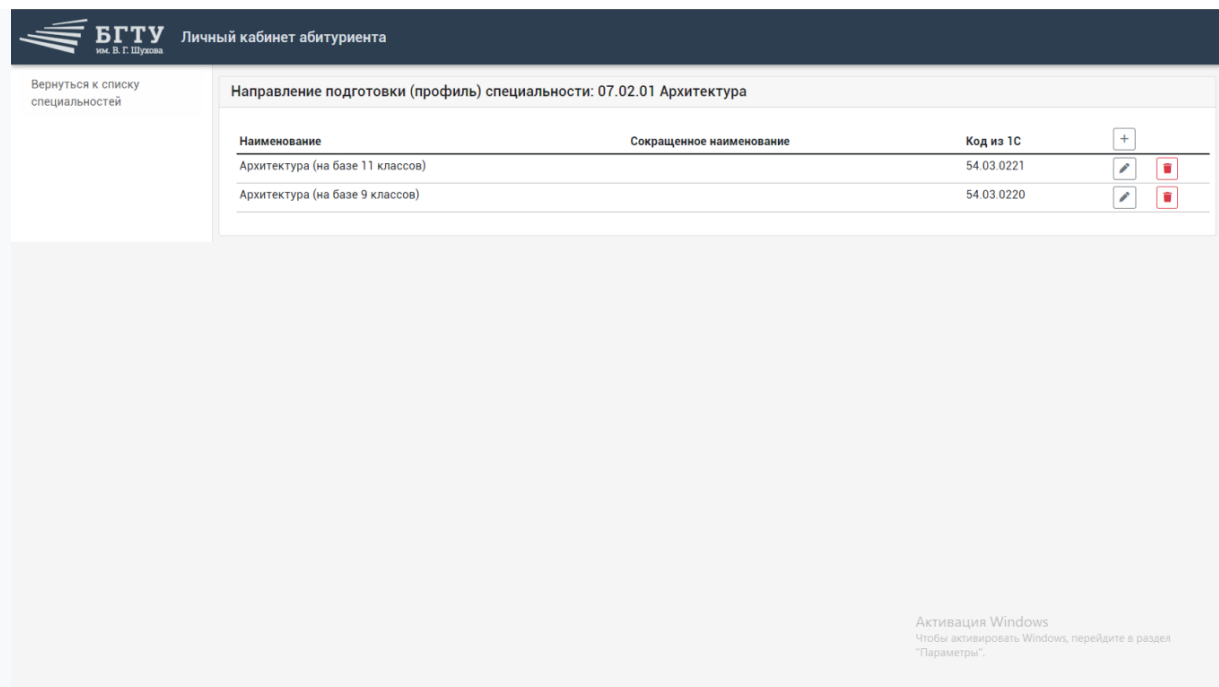 БГТУ
им. В. Г. Шухова
Личный кабинет абитуриента
Вернуться к списку
специальностей
Направление подготовки (профиль) специальности: 07.02.01 Архитектура
Наименование Сокращенное наименование Код из 1С +
Архитектура (на базе 11 классов) 54.03.0221
Архитектура (на базе 9 классов) 54.03.0220
Активация Windows
Чтобы активировать Windows, перейдите в раздел
"Параметры".